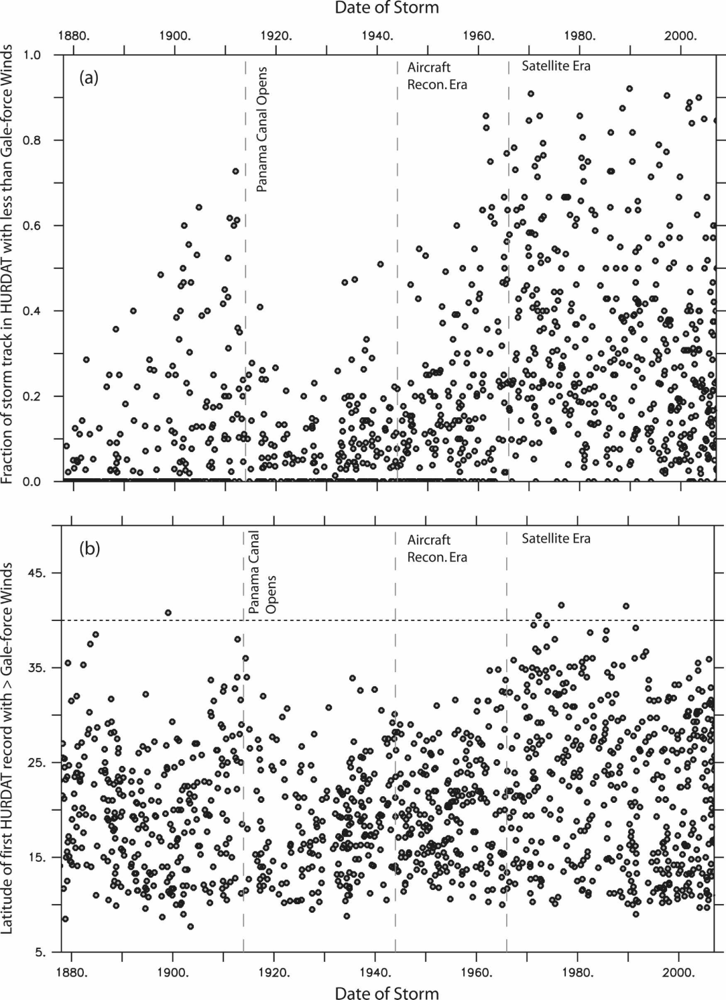 Date of Storm
1880. 1900. 1920. 1940. 1960. 1980. 2000.
Fraction of storm track in HURDAT with less than Gale-force Winds
1.0
0.8
0.6
0.4
0.2
0.0
(a)
Panama Canal Opens
Aircraft
Recon. Era
Satellite Era
Latitude of first HURDAT record with > Gale-force Winds
45.
35.
25.
15.
5.
(b)
Panama Canal
Opens
Aircraft
Recon. Era
Satellite Era
1880. 1900. 1920. 1940. 1960. 1980. 2000.
Date of Storm